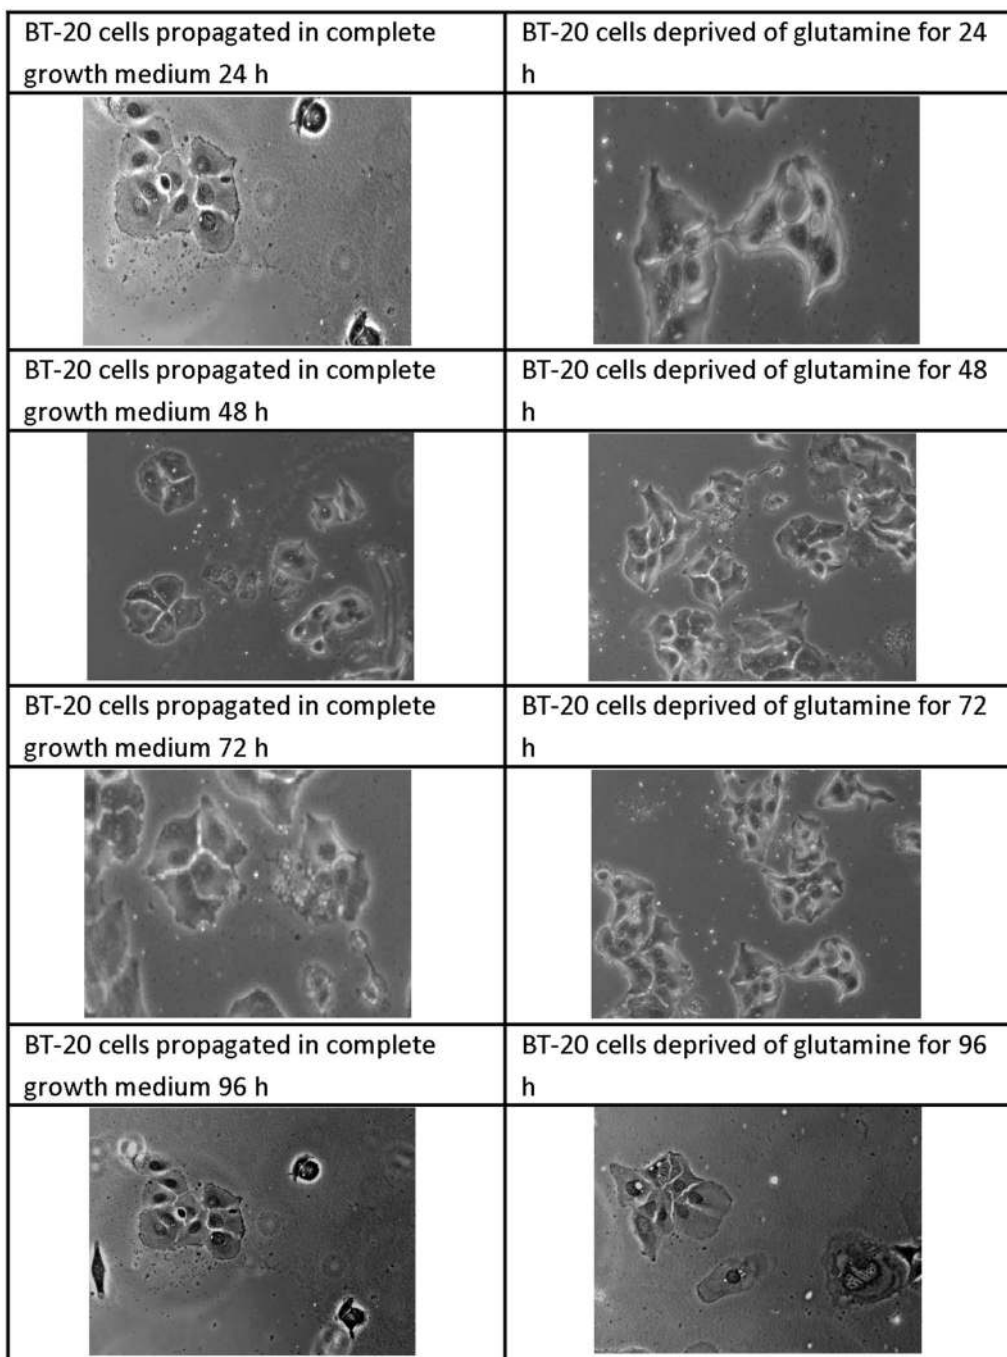 BT-20 cells propagated in complete
growth medium 24 h
BT-20 cells deprived of glutamine for 24
h
BT-20 cells propagated in complete
growth medium 48 h
BT-20 cells deprived of glutamine for 48
h
BT-20 cells propagated in complete
growth medium 72 h
BT-20 cells deprived of glutamine for 72
h
BT-20 cells propagated in complete
growth medium 96 h
BT-20 cells deprived of glutamine for 96
h